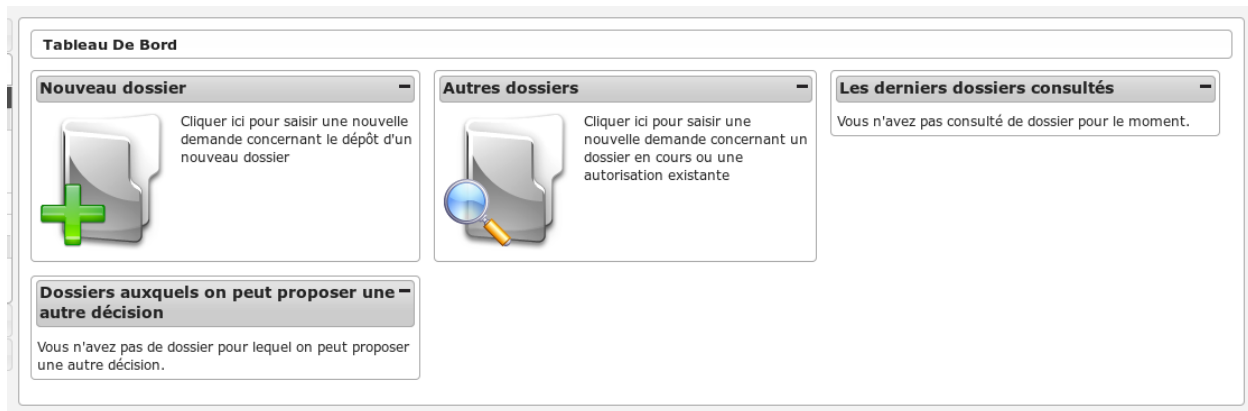 Tableau De Bord
Nouveau dossier
Cliquer ici pour saisir une nouvelle
demande concernant le dépôt d'un
nouveau dossier
Autres dossiers
Cliquer ici pour saisir une
nouvelle demande concernant un
dossier en cours ou une
autorisation existante
Les derniers dossiers consultés
Vous n'avez pas consulté de dossier pour le moment.
Dossiers auxquels on peut proposer une
autre décision
Vous n'avez pas de dossier pour lequel on peut proposer
une autre décision.